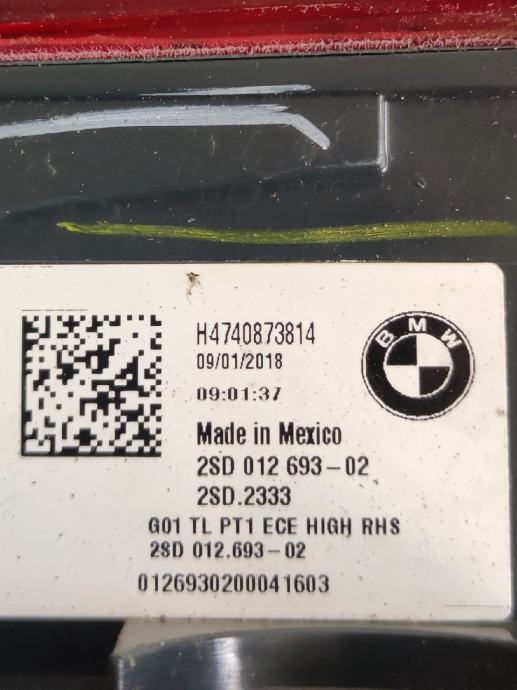 H4740873814
09/01/2018
09:01:37
BMW
Made in Mexico
2SD 012 693-02
2SD.2333
G01 TL PT1 ECE HIGH RHS
2SD 012.693-02
0126930200041603